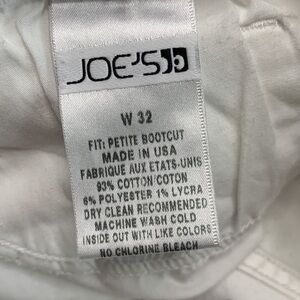 JOE'S
W 32
FIT: PETITE BOOTCUT
MADE IN USA
FABRIQUE AUX ETATS-UNIS
93% COTTON/COTON
6% POLYESTER 1% LYCRA
DRY CLEAN RECOMMENDED
MACHINE WASH COLD
INSIDE OUT WITH LIKE COLORS
NO CHLORINE BLEACH